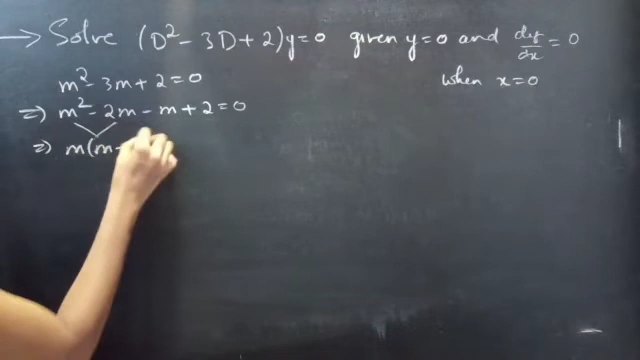 → Solve (D² - 3D + 2)y = 0 given y = 0 and dy/dx = 0
when x = 0
m² - 3m + 2 = 0
⇒ m² - 2m - m + 2 = 0
⇒ m(m -